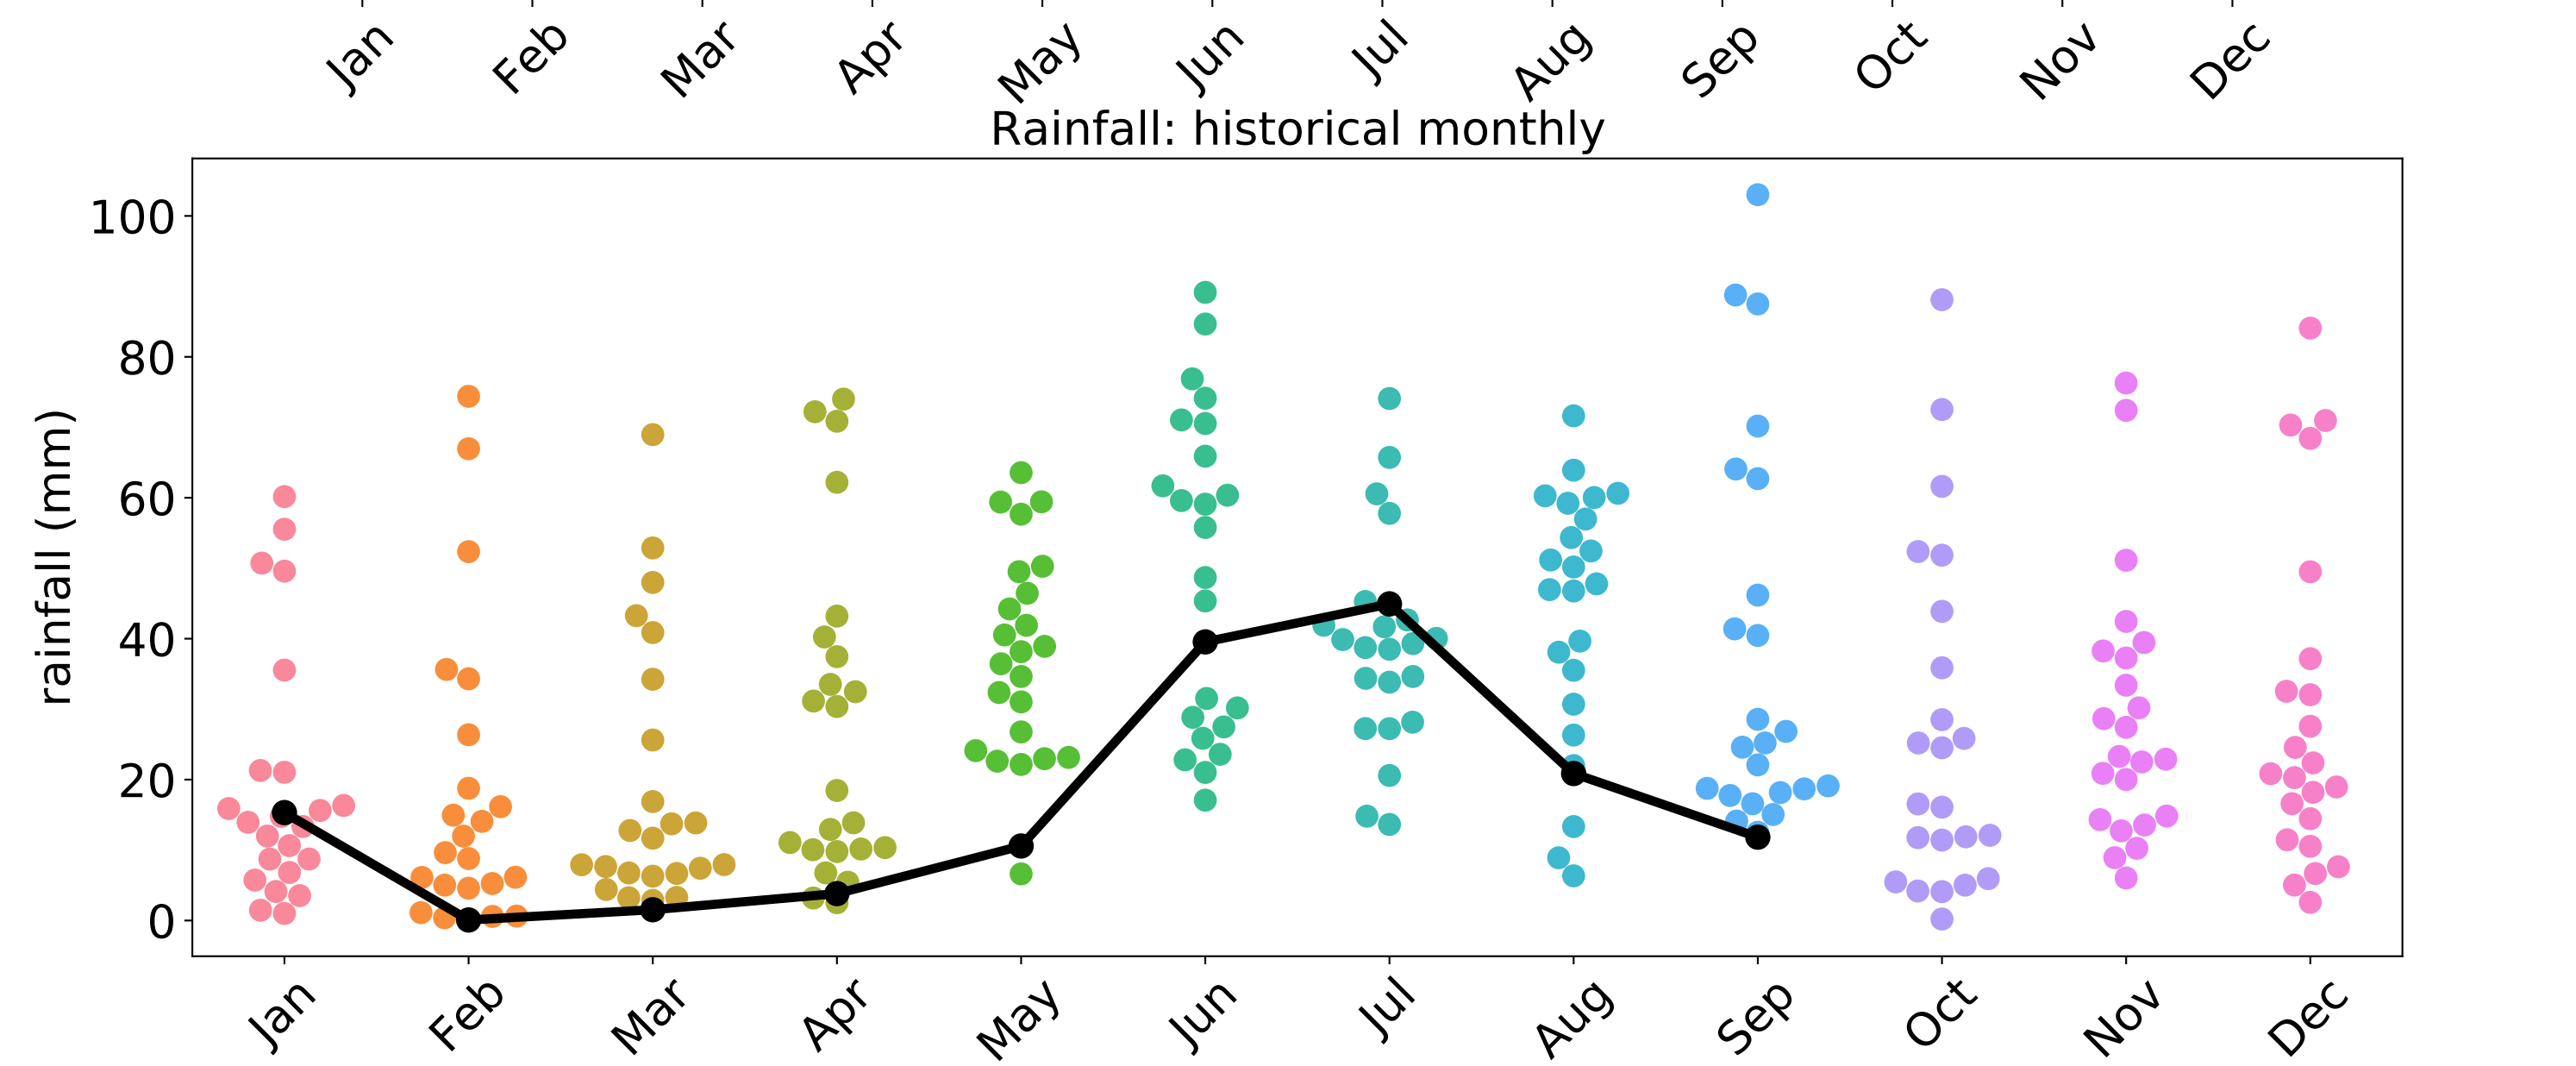 Jan Feb Mar Apr May Jun Jul Aug Sep Oct Nov Dec
Rainfall: historical monthly
100
80
60
40
20
0
rainfall (mm)
Jan Feb Mar Apr May Jun Jul Aug Sep Oct Nov Dec